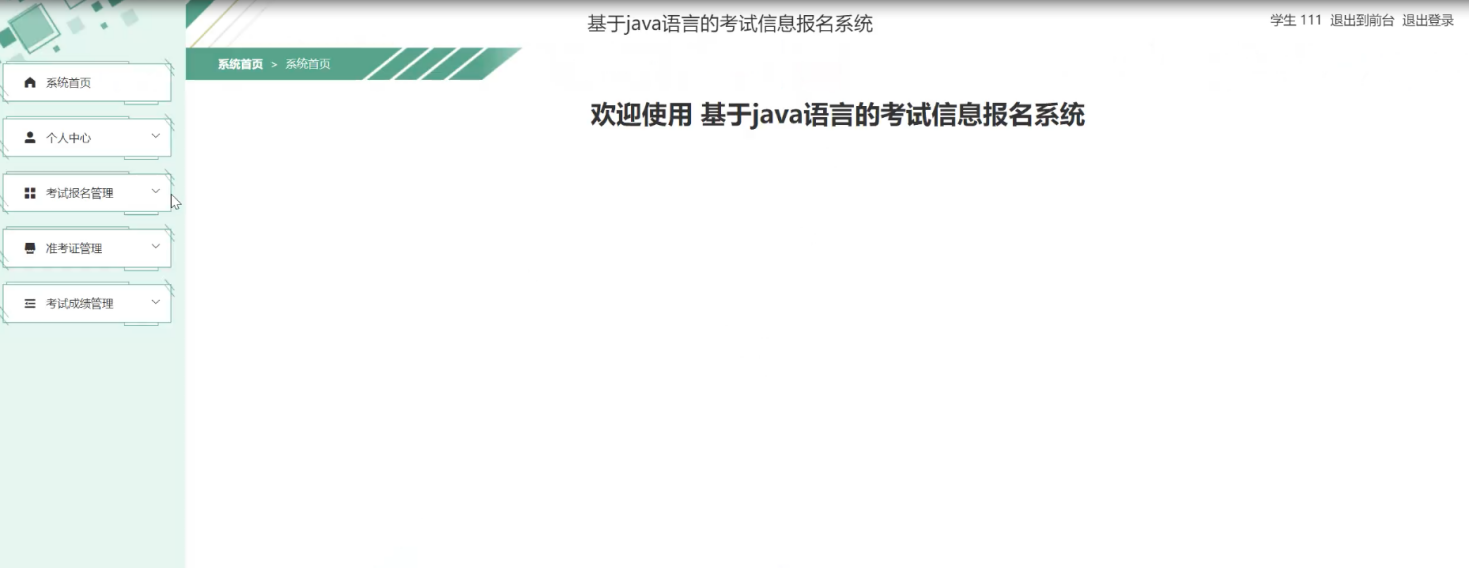 基于java语言的考试信息报名系统
学生 111 退出到前台 退出登录
系统首页 > 系统首页
系统首页
个人中心
考试报名管理
准考证管理
考试成绩管理
欢迎使用 基于java语言的考试信息报名系统